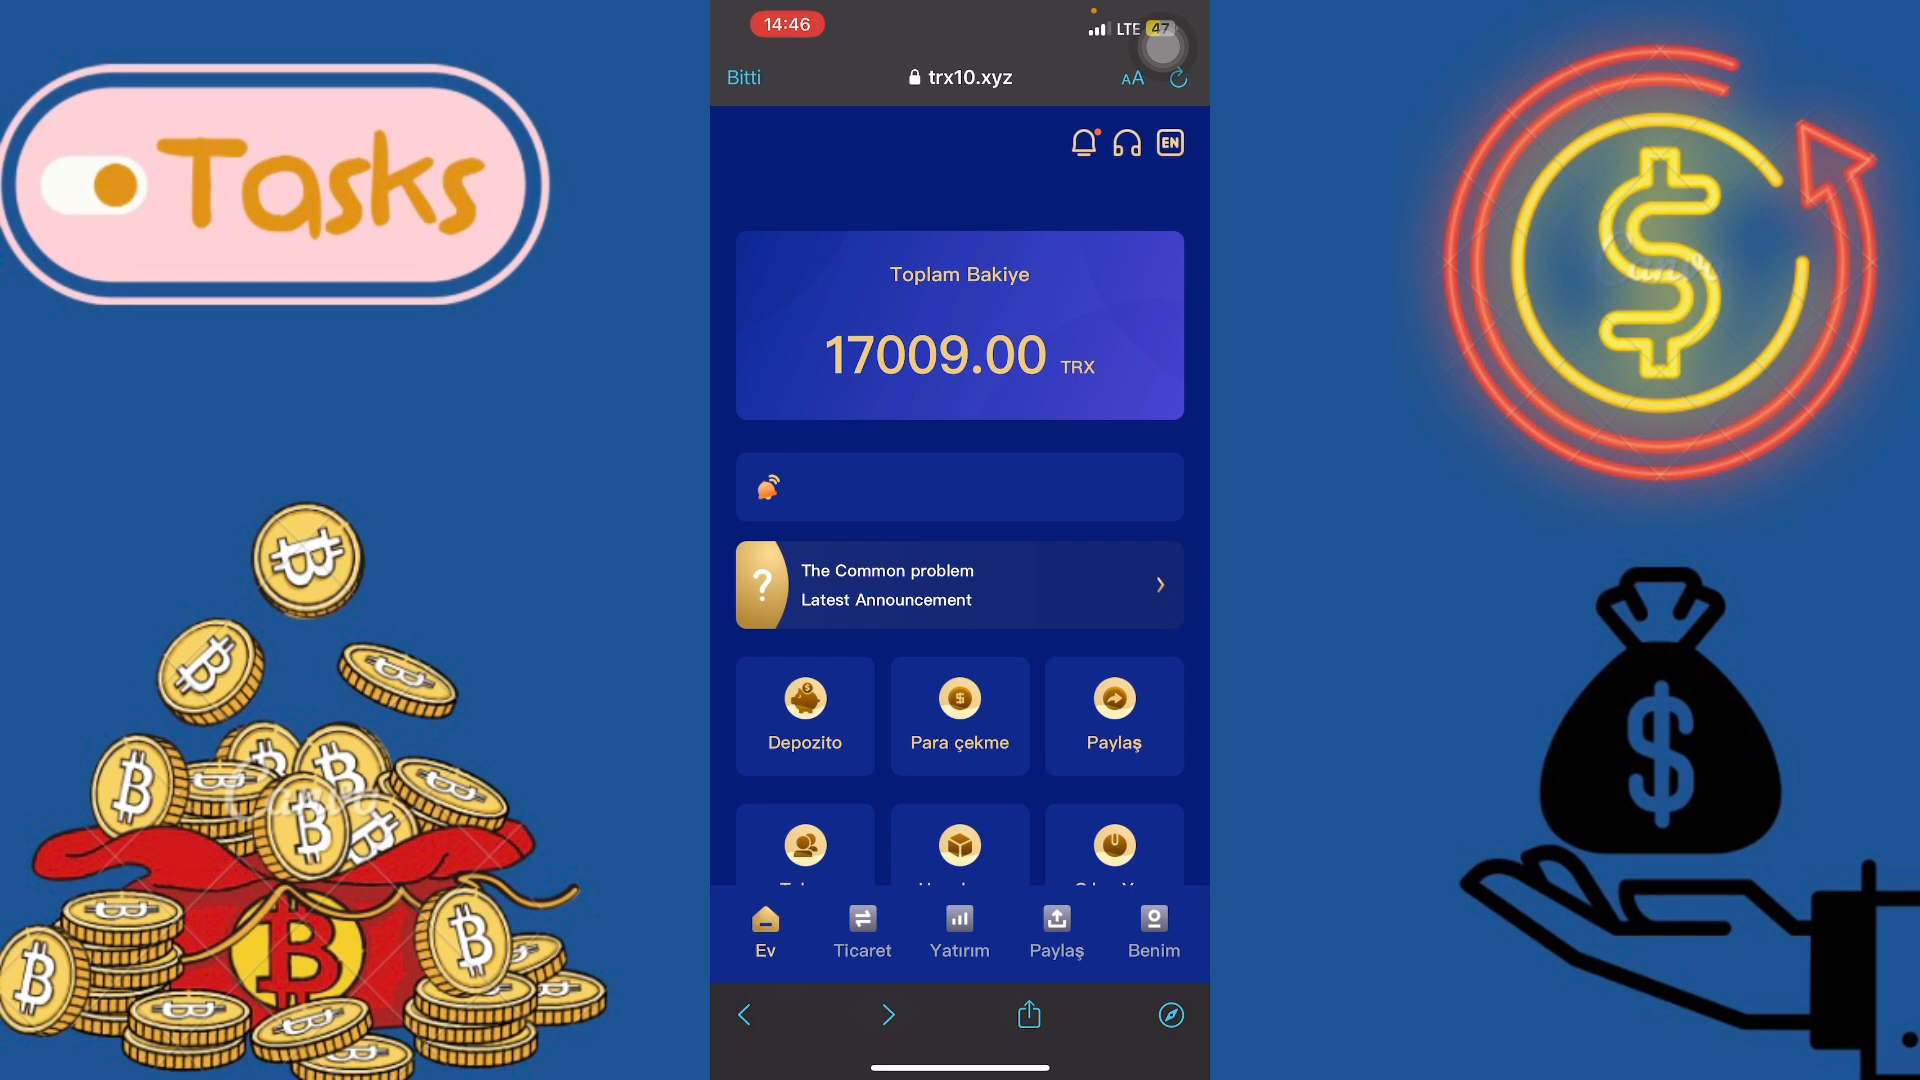 Tasks
14:46
LTE 47
Bitti
trx10.xyz
AA
EN
Toplam Bakiye
17009.00 TRX
The Common problem
Latest Announcement
Depozito
Para çekme
Paylaş
Ev
Ticaret
Yatırım
Paylaş
Benim